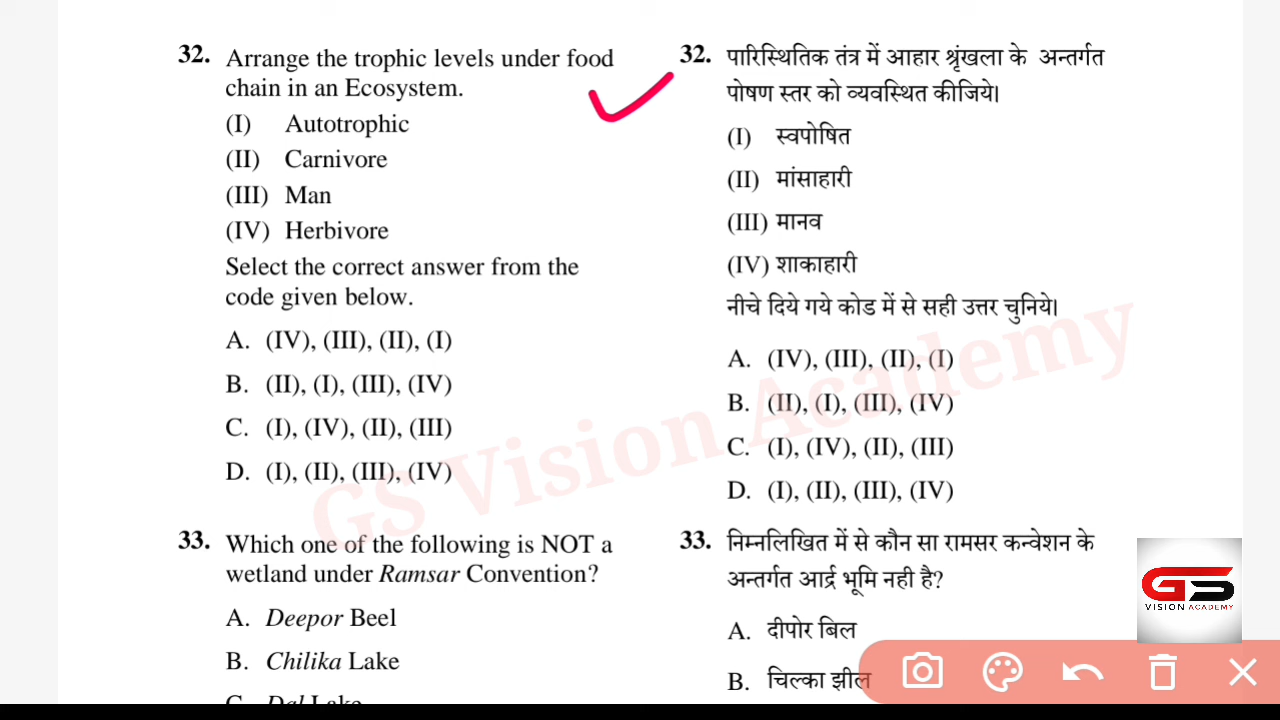 32. Arrange the trophic levels under food
chain in an Ecosystem.
(I) Autotrophic
(II) Carnivore
(III) Man
(IV) Herbivore
Select the correct answer from the
code given below.
A. (IV), (III), (II), (I)
B. (II), (I), (III), (IV)
C. (I), (IV), (II), (III)
D. (I), (II), (III), (IV)
33. Which one of the following is NOT a
wetland under Ramsar Convention?
A. Deepor Beel
B. Chilika Lake
C. Dal Lake
32. पारिस्थितिक तंत्र में आहार श्रृंखला के अन्तर्गत
पोषण स्तर को व्यवस्थित कीजिये।
(I) स्वपोषित
(II) मांसाहारी
(III) मानव
(IV) शाकाहारी
नीचे दिये गये कोड में से सही उत्तर चुनिये।
A. (IV), (III), (II), (I)
B. (II), (I), (III), (IV)
C. (I), (IV), (II), (III)
D. (I), (II), (III), (IV)
33. निम्नलिखित में से कौन सा रामसर कन्वेशन के
अन्तर्गत आर्द्र भूमि नही है?
A. दीपोर बिल
B. चिल्का झील
GS Vision Academy
GS
VISION ACADEMY